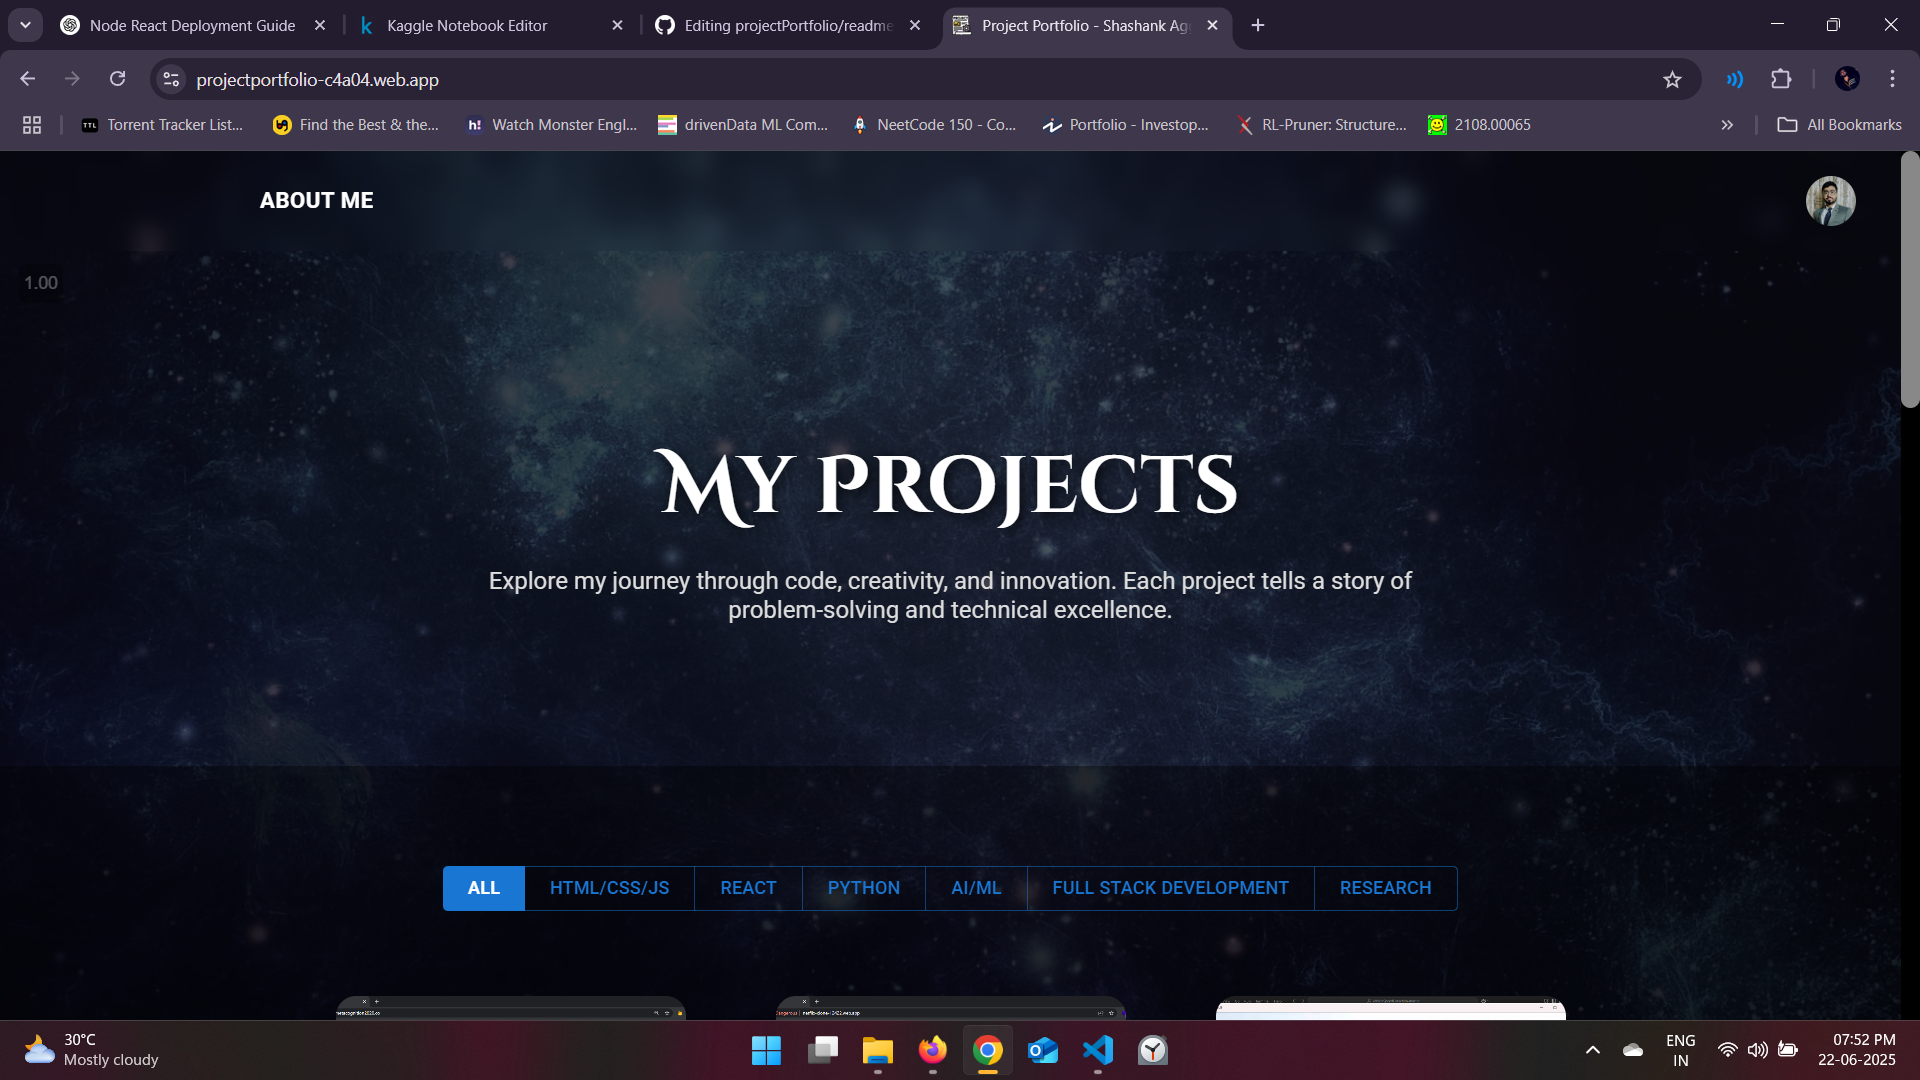 Node React Deployment Guide
Kaggle Notebook Editor
Editing projectPortfolio/readme
Project Portfolio - Shashank Ag
projectportfolio-c4a04.web.app
TTL Torrent Tracker List...
Find the Best & the...
h! Watch Monster Engl...
drivenData ML Com...
NeetCode 150 - Co...
Portfolio - Investop...
RL-Pruner: Structure...
2108.00065
All Bookmarks
ABOUT ME
1.00
My Projects
Explore my journey through code, creativity, and innovation. Each project tells a story of
problem-solving and technical excellence.
ALL HTML/CSS/JS REACT PYTHON AI/ML FULL STACK DEVELOPMENT RESEARCH
30°C
Mostly cloudy
ENG
IN
07:52 PM
22-06-2025